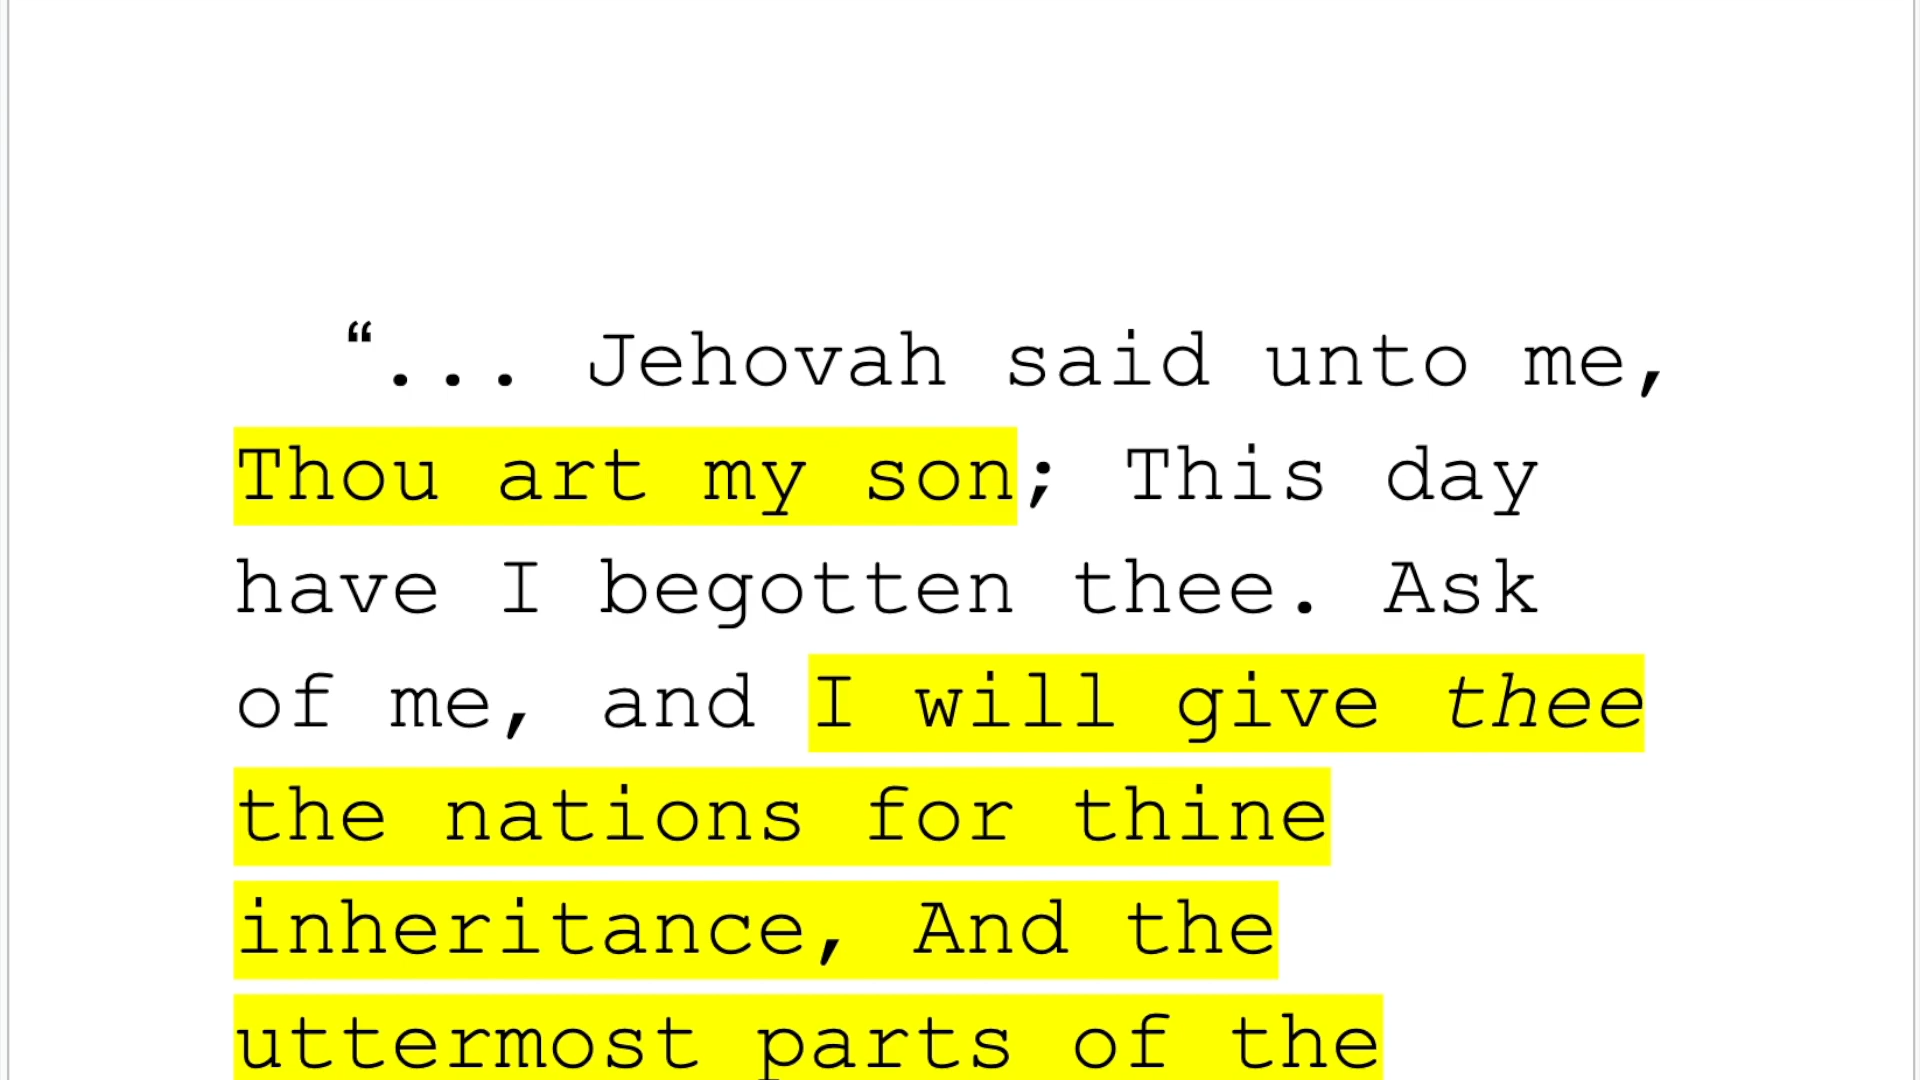 “... Jehovah said unto me,
Thou art my son; This day
have I begotten thee. Ask
of me, and I will give thee
the nations for thine
inheritance, And the
uttermost parts of the